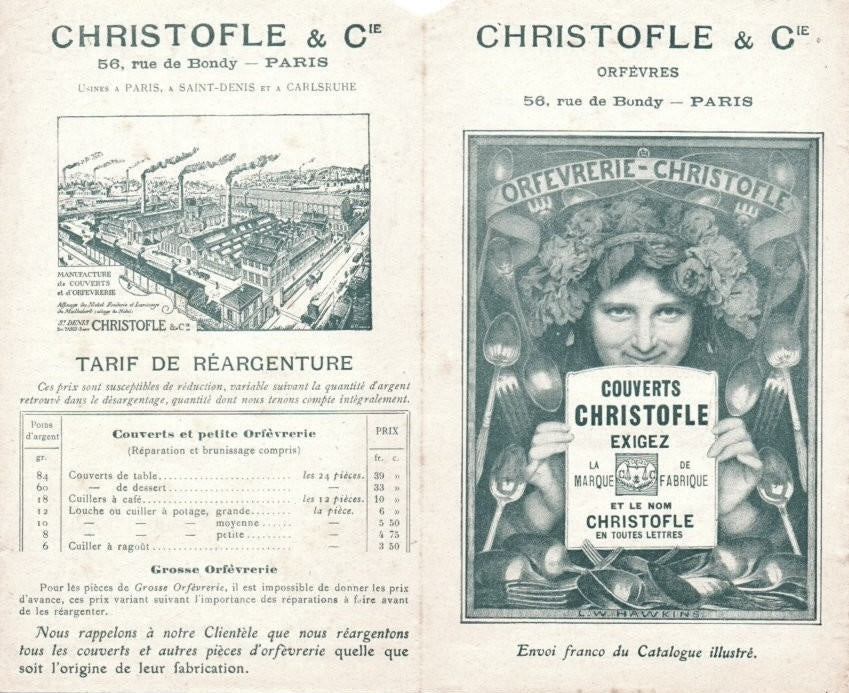 CHRISTOFLE & CIE
56, rue de Bondy — PARIS
USINES A PARIS, A SAINT-DENIS ET A CARLSRUHE
MANUFACTURE
de COUVERTS
et d'ORFEVRERIE
St DENIS CHRISTOFLE & Cie
TARIF DE RÉARGENTURE
Ces prix sont susceptibles de réduction, variable suivant la quantité d'argent
retrouvé dans le désargentage, quantité dont nous tenons compte intégralement.
Poids d'argent Couverts et petite Orfèvrerie PRIX
(Réparation et brunissage compris)
gr. fr. c.
84 Couverts de table.......... les 24 pièces. 39 »
60 — de dessert.......... — 33 »
18 Cuillers à café.......... les 12 pièces. 10 »
12 Louche ou cuiller à potage, grande........ la pièce. 6 »
10 — — — moyenne...... — 5 50
8 — — — petite........ — 4 75
6 Cuiller à ragoût.......... — 3 50
Grosse Orfèvrerie
Pour les pièces de Grosse Orfèvrerie, il est impossible de donner les prix
d'avance, ces prix variant suivant l'importance des réparations à faire avant
de les réargenter.
Nous rappelons à notre Clientèle que nous réargentons
tous les couverts et autres pièces d'orfèvrerie quelle que
soit l'origine de leur fabrication.
CHRISTOFLE & CIE
ORFÈVRES
56, rue de Bondy — PARIS
ORFEVRERIE-CHRISTOFLE
COUVERTS
CHRISTOFLE
EXIGEZ
LA MARQUE DE FABRIQUE
ET LE NOM
CHRISTOFLE
EN TOUTES LETTRES
L.W. HAWKINS
Envoi franco du Catalogue illustré.